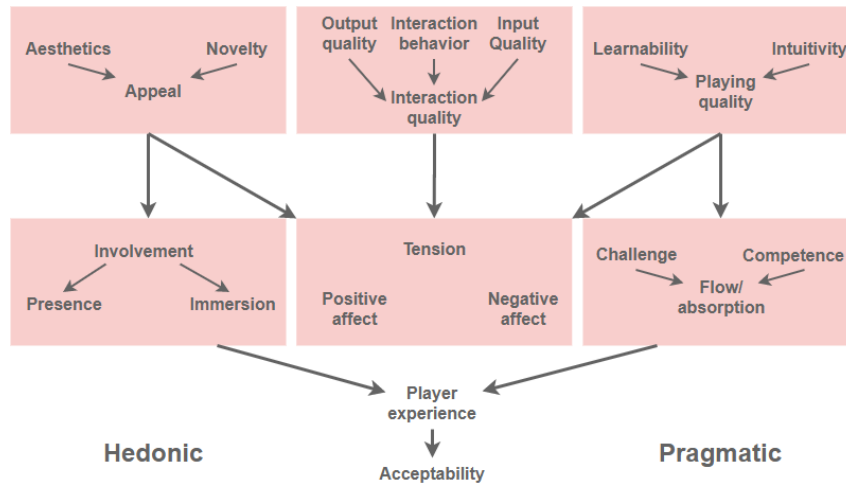 Aesthetics
Novelty
Appeal
Output
quality
Interaction
behavior
Input
Quality
Interaction
quality
Learnability
Intuitivity
Playing
quality
Involvement
Presence
Immersion
Tension
Positive
affect
Negative
affect
Challenge
Competence
Flow/
absorption
Player
experience
Hedonic
Pragmatic
Acceptability